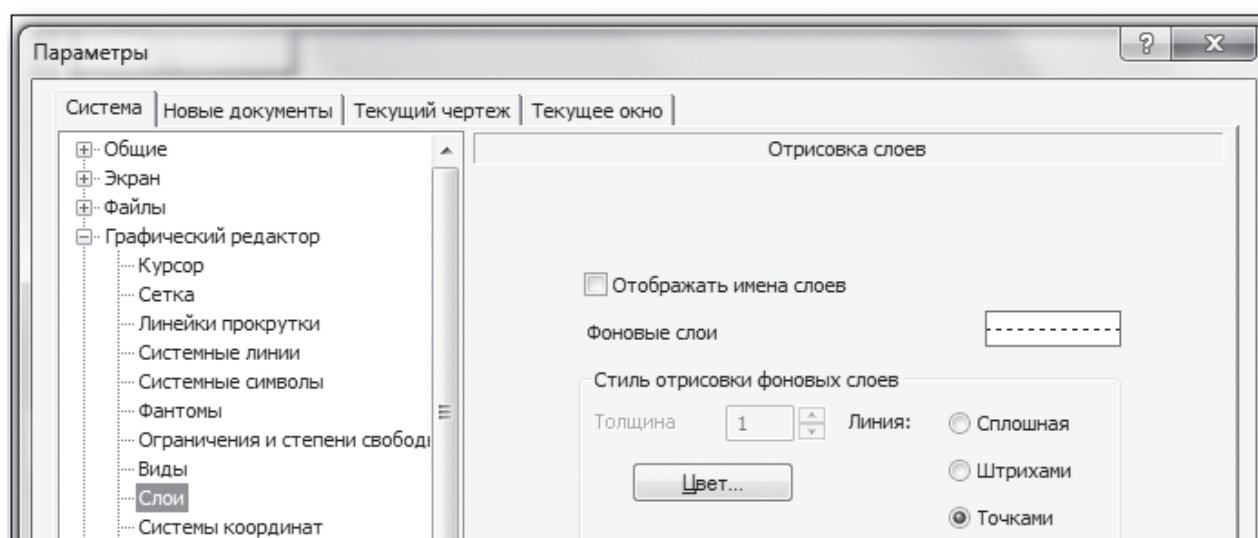 Параметры
Система Новые документы Текущий чертеж Текущее окно
Общие
Экран
Файлы
Графический редактор
Курсор
Сетка
Линейки прокрутки
Системные линии
Системные символы
Фантомы
Ограничения и степени
Виды
Слои
Системы координат
Отрисовка слоев
Отображать имена слоев
Фоновые слои
Стиль отрисовки фоновых слоев
Толщина 1 Линия: Сплошная
Штрихами
Цвет...
Точками